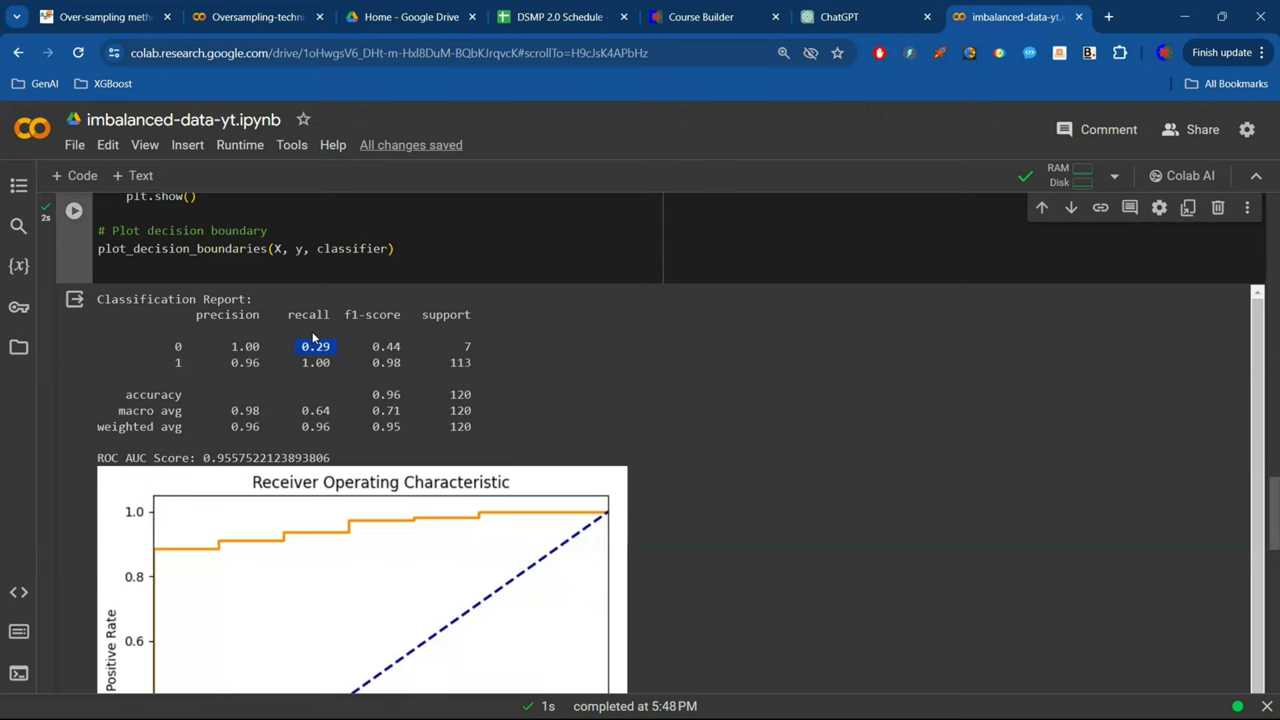 Over-sampling meth
Oversampling-techn
Home - Google Drive
DSMP 2.0 Schedule -
Course Builder
ChatGPT
imbalanced-data-yt.i
colab.research.google.com/drive/1oHwgsV6_DHt-m-Hxl8DuM-BQbKJrqvcK#scrollTo=H9cJsK4APbHz
Finish update
GenAI
XGBoost
All Bookmarks
imbalanced-data-yt.ipynb
Comment
Share
File Edit View Insert Runtime Tools Help All changes saved
+ Code + Text
RAM
Disk
Colab AI
2s
plt.show()
# Plot decision boundary
plot_decision_boundaries(X, y, classifier)
Classification Report:
precision recall f1-score support
0 1.00 0.29 0.44 7
1 0.96 1.00 0.98 113
accuracy 0.96 120
macro avg 0.98 0.64 0.71 120
weighted avg 0.96 0.96 0.95 120
ROC AUC Score: 0.9557522123893806
Receiver Operating Characteristic
1.0
0.8
0.6
Positive Rate
1s completed at 5:48 PM